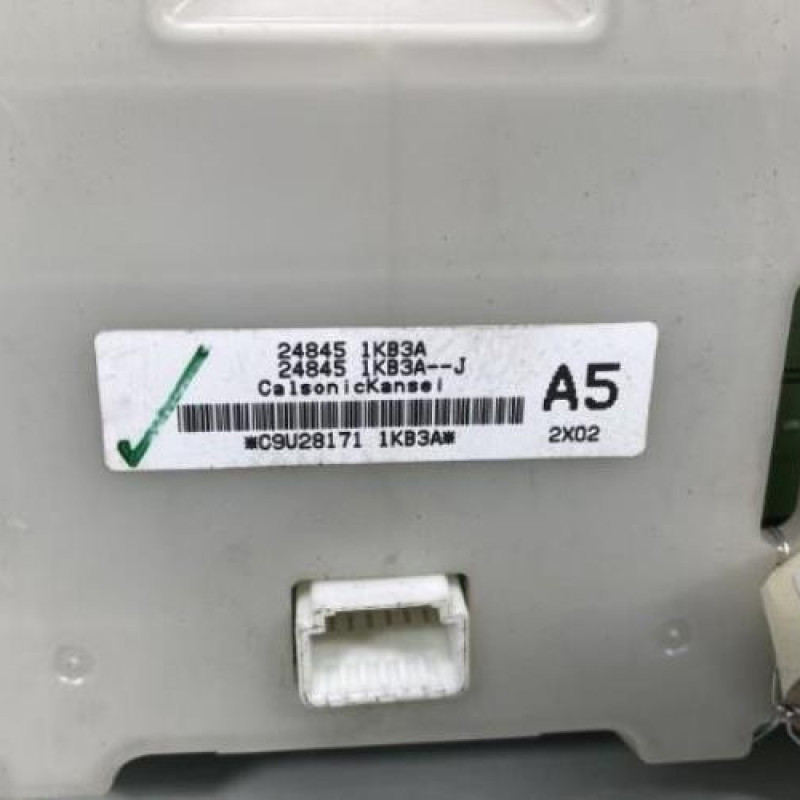 24845 1KB3A
24845 1KB3A--J
CalsonicKansei
*C9U28171 1KB3A*
A5
2X02